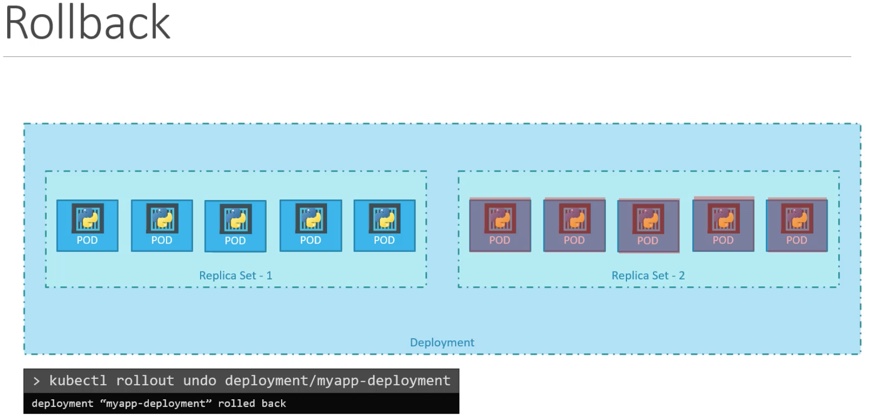 Rollback
POD POD POD POD POD
Replica Set - 1
POD POD POD POD POD
Replica Set - 2
Deployment
> kubectl rollout undo deployment/myapp-deployment
deployment “myapp-deployment” rolled back